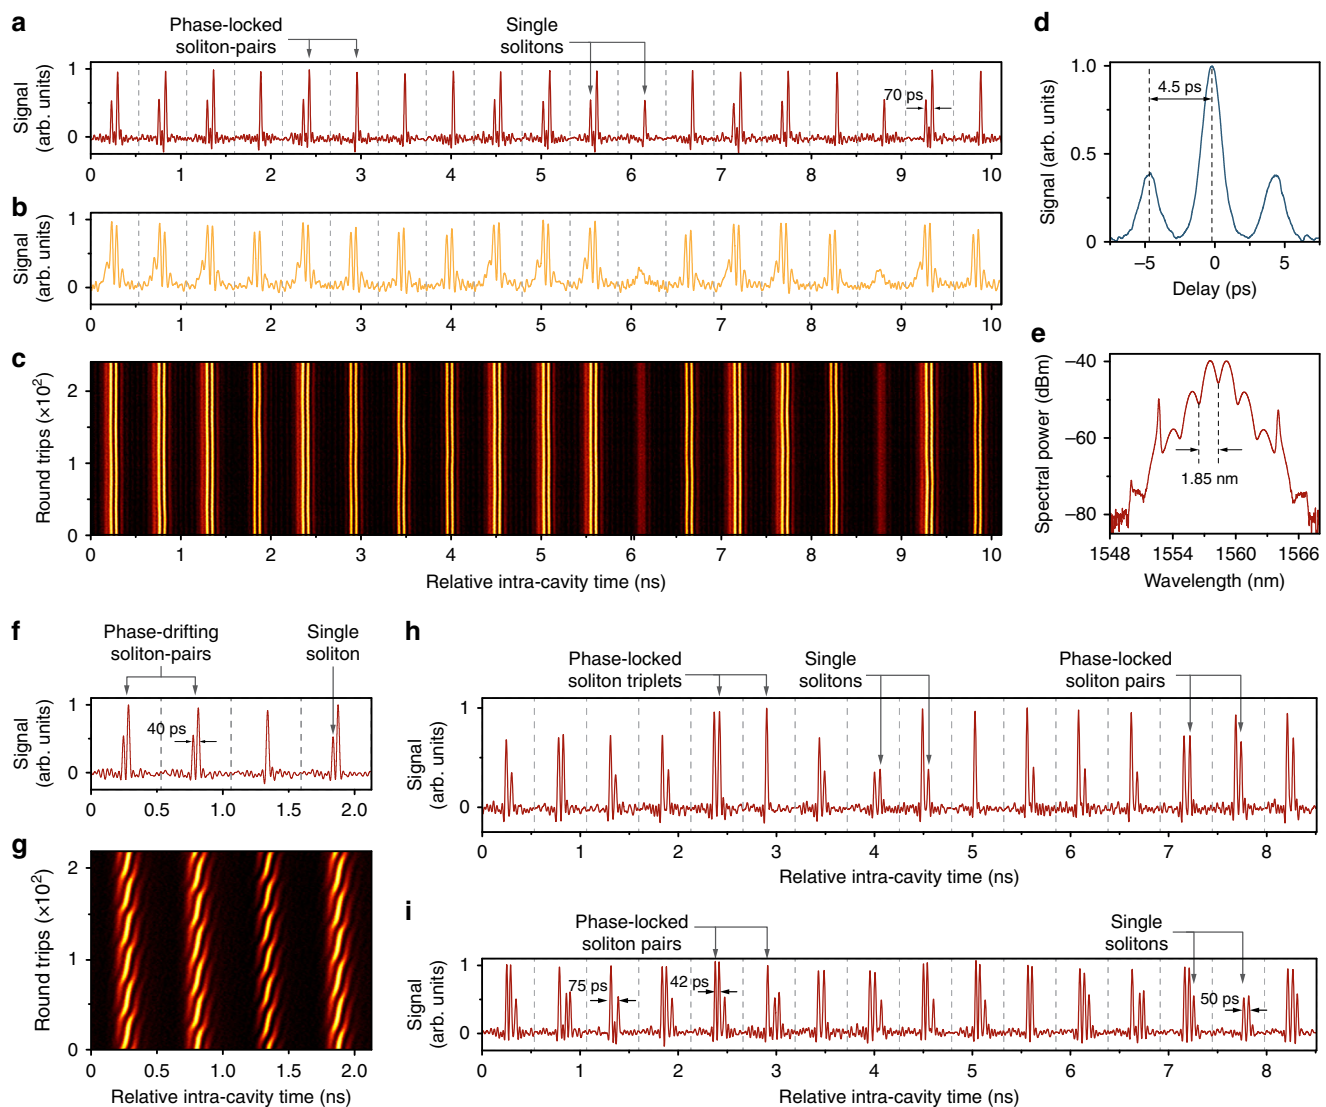 a
Phase-locked
soliton-pairs
Single
solitons
Signal
(arb. units)
1
0
70 ps
0 1 2 3 4 5 6 7 8 9 10
b
Signal
(arb. units)
1
0
0 1 2 3 4 5 6 7 8 9 10
c
Round trips (×10²)
2
1
0
0 1 2 3 4 5 6 7 8 9 10
Relative intra-cavity time (ns)
d
Signal (arb. units)
1.0
0.5
0
4.5 ps
−5 0 5
Delay (ps)
e
Spectral power (dBm)
−40
−60
−80
1.85 nm
1548 1554 1560 1566
Wavelength (nm)
f
Phase-drifting
soliton-pairs
Single
soliton
Signal
(arb. units)
1
0
40 ps
0 0.5 1.0 1.5 2.0
g
Round trips (×10²)
2
1
0
0 0.5 1.0 1.5 2.0
Relative intra-cavity time (ns)
h
Phase-locked
soliton triplets
Single
solitons
Phase-locked
soliton pairs
Signal
(arb. units)
1
0
0 1 2 3 4 5 6 7 8
Relative intra-cavity time (ns)
i
Phase-locked
soliton pairs
Single
solitons
Signal
(arb. units)
1
0
75 ps
42 ps
50 ps
0 1 2 3 4 5 6 7 8
Relative intra-cavity time (ns)